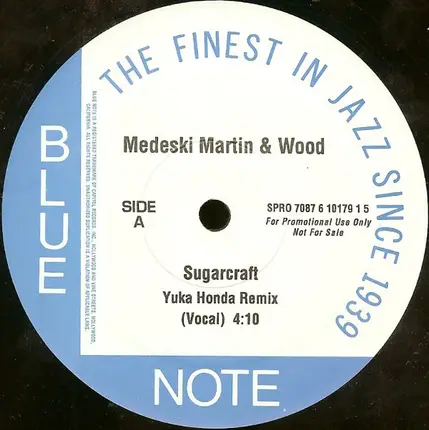 THE FINEST IN JAZZ SINCE 1939
BLUE
Medeski Martin & Wood
SIDE
A
SPRO 7087 6 10179 1 5
For Promotional Use Only
Not For Sale
Sugarcraft
Yuka Honda Remix
(Vocal) 4:10
NOTE